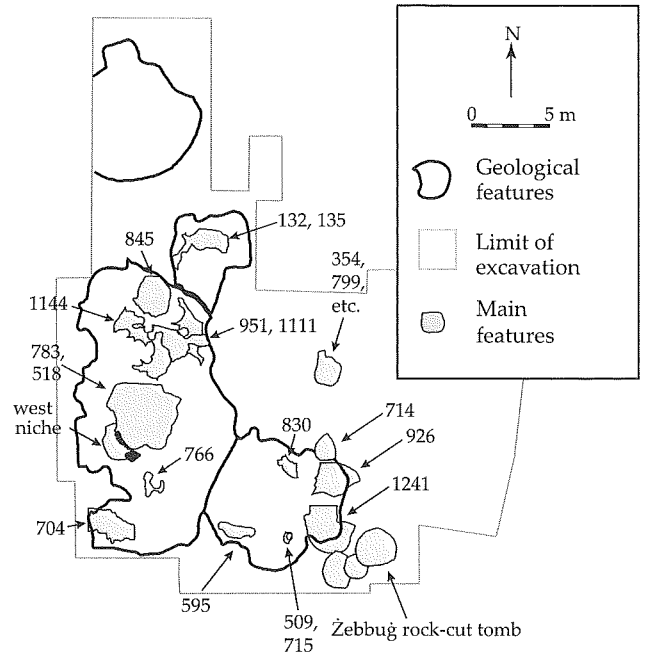 N
0 5 m
Geological
features
Limit of
excavation
Main
features
132, 135
845
354,
799,
etc.
1144
951, 1111
783,
518
west
niche
830
714
926
766
1241
704
595
509,
715
Żebbuġ rock-cut tomb